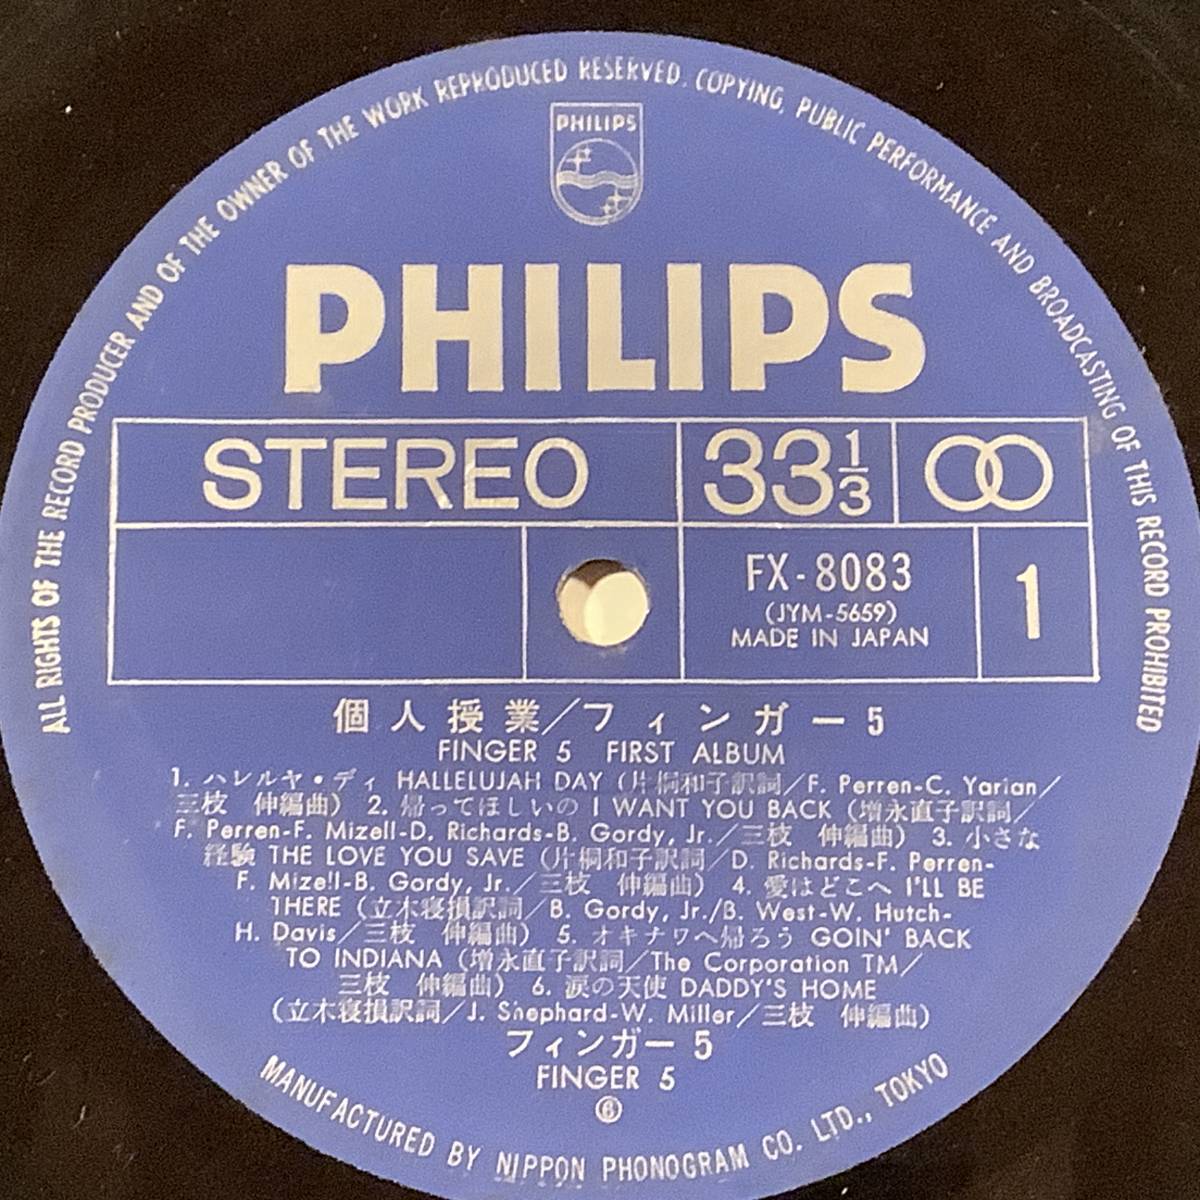 ALL RIGHTS OF THE RECORD PRODUCER AND OF THE OWNER OF THE WORK REPRODUCED RESERVED. COPYING, PUBLIC PERFORMANCE AND BROADCASTING OF THIS RECORD PROHIBITED
PHILIPS
PHILIPS
STEREO 33 1/3
FX-8083
(JYM-5659)
MADE IN JAPAN
1
個人授業/フィンガー5
FINGER 5 FIRST ALBUM
1. ハレルヤ・デイ HALLELUJAH DAY (片桐和子訳詞/F. Perren-C. Yarian/
三枝 伸編曲) 2. 帰ってほしいの I WANT YOU BACK (増永直子訳詞/
F. Perren-F. Mizell-D. Richards-B. Gordy, Jr./三枝 伸編曲) 3. 小さな
経験 THE LOVE YOU SAVE (片桐和子訳詞/D. Richards-F. Perren-
F. Mizell-B. Gordy, Jr./三枝 伸編曲) 4. 愛はどこへ I'LL BE
THERE (立木寝損訳詞/B. Gordy, Jr./B. West-W. Hutch-
H. Davis/三枝 伸編曲) 5. オキナワへ帰ろう GOIN' BACK
TO INDIANA (増永直子訳詞/The Corporation TM/
三枝 伸編曲) 6. 涙の天使 DADDY'S HOME
(立木寝損訳詞/J. Shephard-W. Miller/三枝 伸編曲)
フィンガー5
FINGER 5
⑥
MANUFACTURED BY NIPPON PHONOGRAM CO. LTD., TOKYO